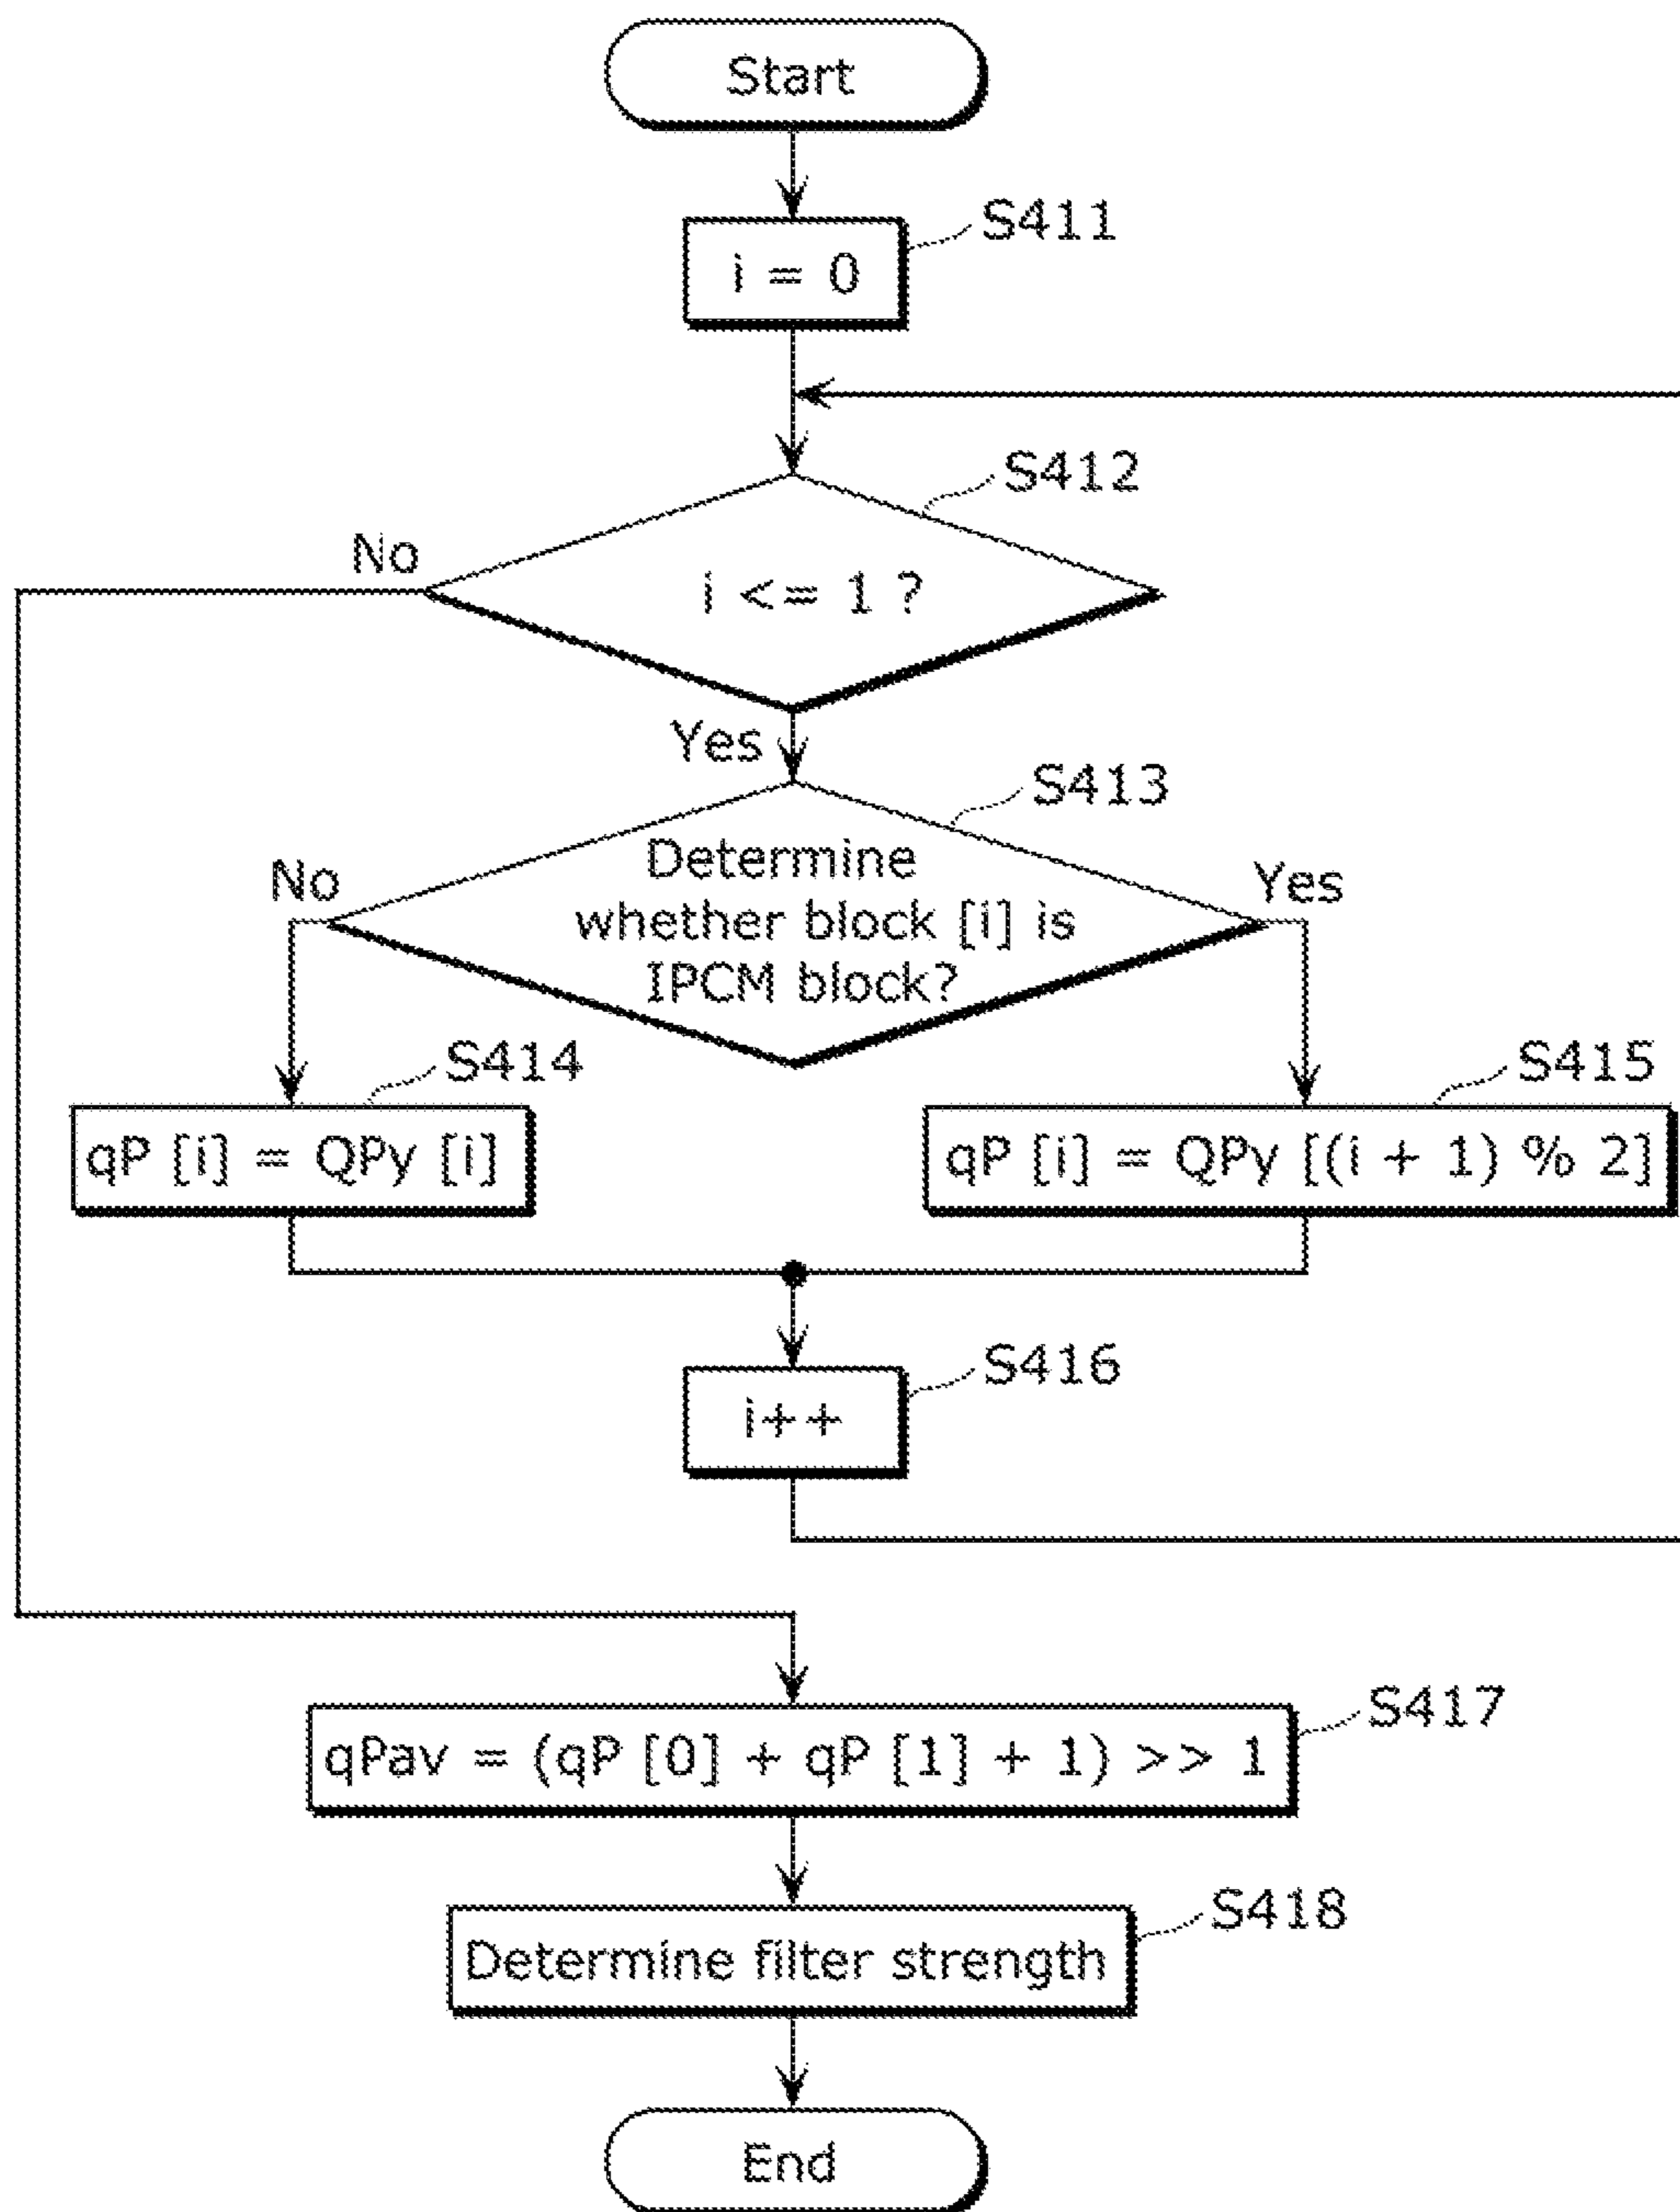 Start
S411
i = 0
S412
No
i <= 1 ?
Yes
S413
No
Determine
Yes
whether block [i] is
IPCM block?
S414
S415
qP [i] = QPy [i]
qP [i] = QPy [(i + 1) % 2]
S416
i++
S417
qPav = (qP [0] + qP [1] + 1) >> 1
S418
Determine filter strength
End